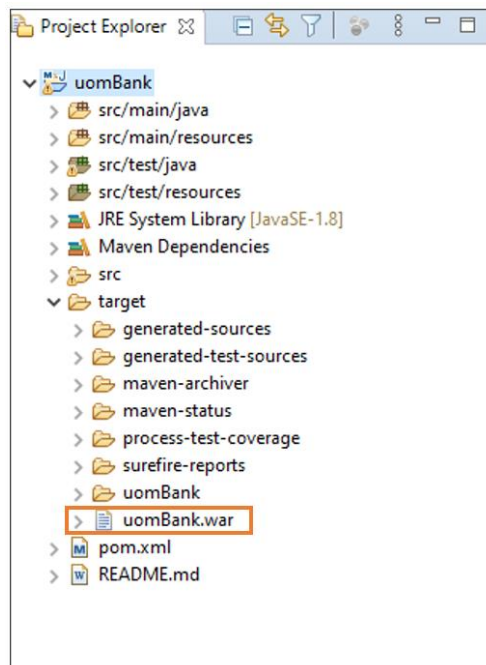 Project Explorer
uomBank
src/main/java
src/main/resources
src/test/java
src/test/resources
JRE System Library [JavaSE-1.8]
Maven Dependencies
src
target
generated-sources
generated-test-sources
maven-archiver
maven-status
process-test-coverage
surefire-reports
uomBank
uomBank.war
pom.xml
README.md